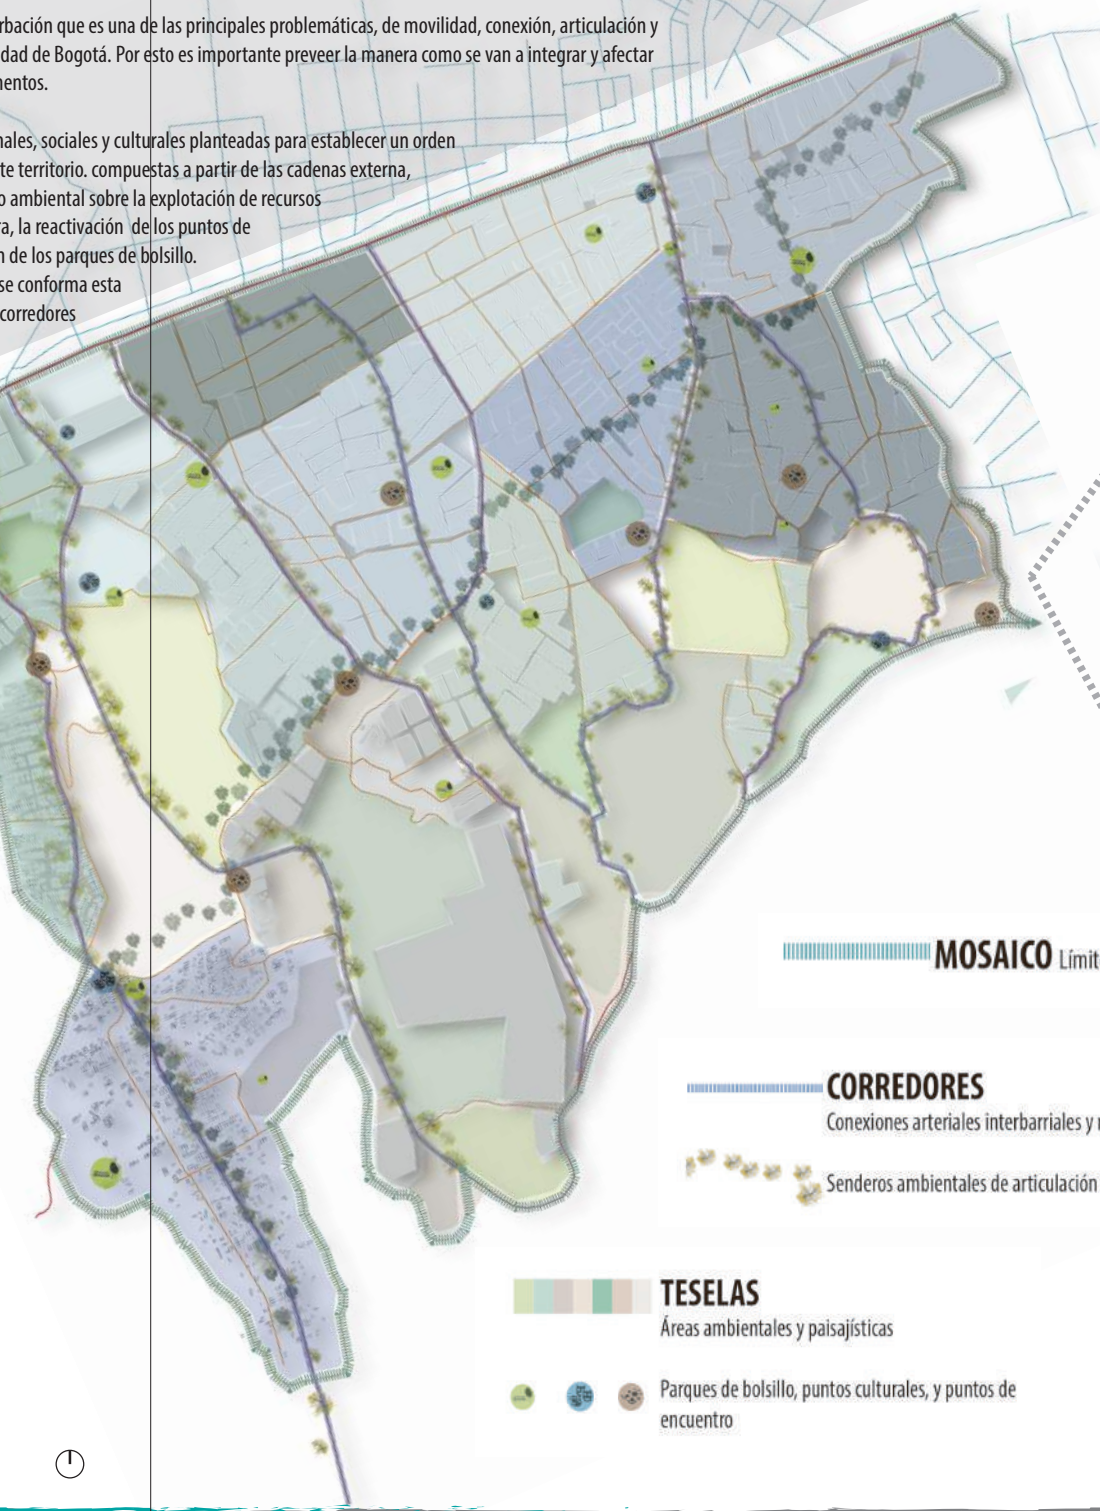 rbación que es una de las principales problemáticas, de movilidad, conexión, articulación y
dad de Bogotá. Por esto es importante preveer la manera como se van a integrar y afectar
nentos.
nales, sociales y culturales planteadas para establecer un orden
te territorio. compuestas a partir de las cadenas externa,
o ambiental sobre la explotación de recursos
ra, la reactivación de los puntos de
n de los parques de bolsillo.
se conforma esta
corredores
MOSAICO Límit
CORREDORES
Conexiones arteriales interbarriales y
Senderos ambientales de articulación
TESELAS
Áreas ambientales y paisajísticas
Parques de bolsillo, puntos culturales, y puntos de
encuentro